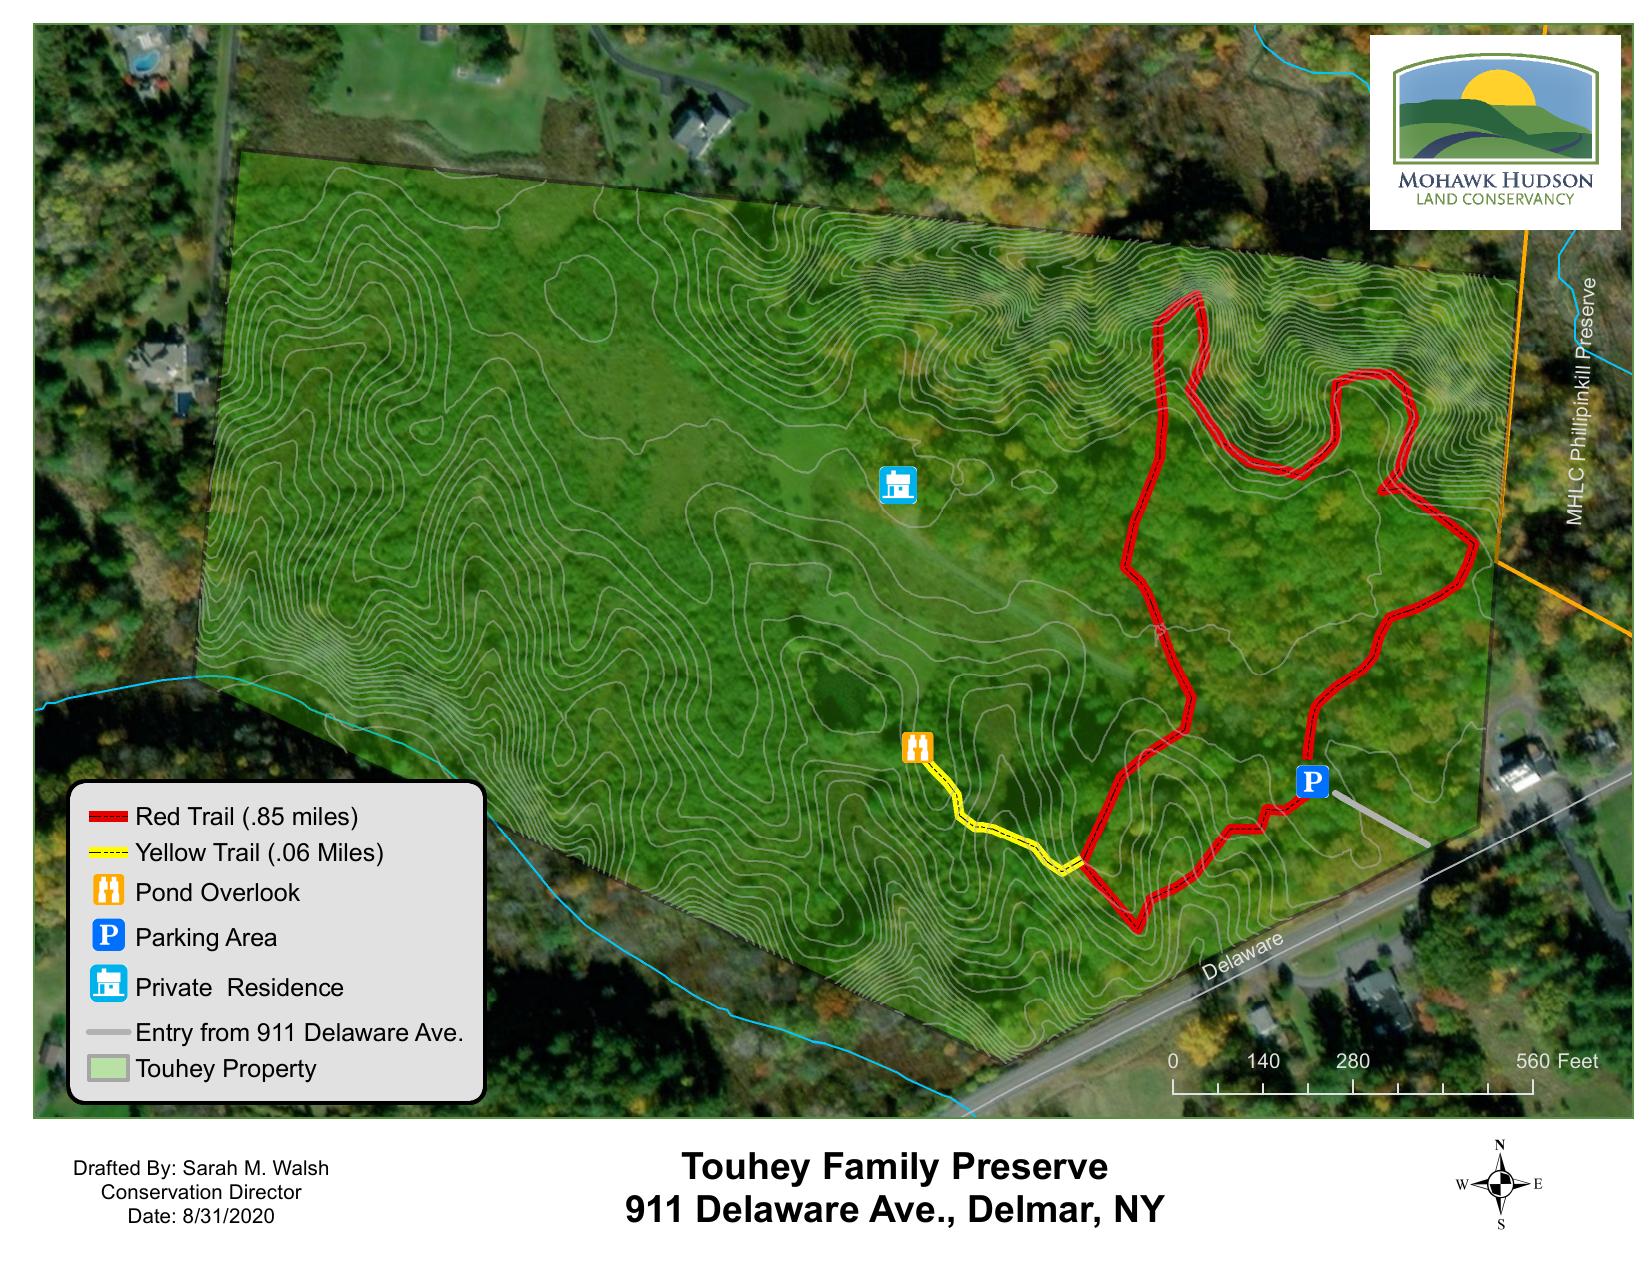 MOHAWK HUDSON
LAND CONSERVANCY
MHLC Phillipinkill Preserve
P
Delaware
Red Trail (.85 miles)
Yellow Trail (.06 Miles)
Pond Overlook
P Parking Area
Private Residence
Entry from 911 Delaware Ave.
Touhey Property
0 140 280 560 Feet
Drafted By: Sarah M. Walsh
Conservation Director
Date: 8/31/2020
Touhey Family Preserve
911 Delaware Ave., Delmar, NY
N
W E
S